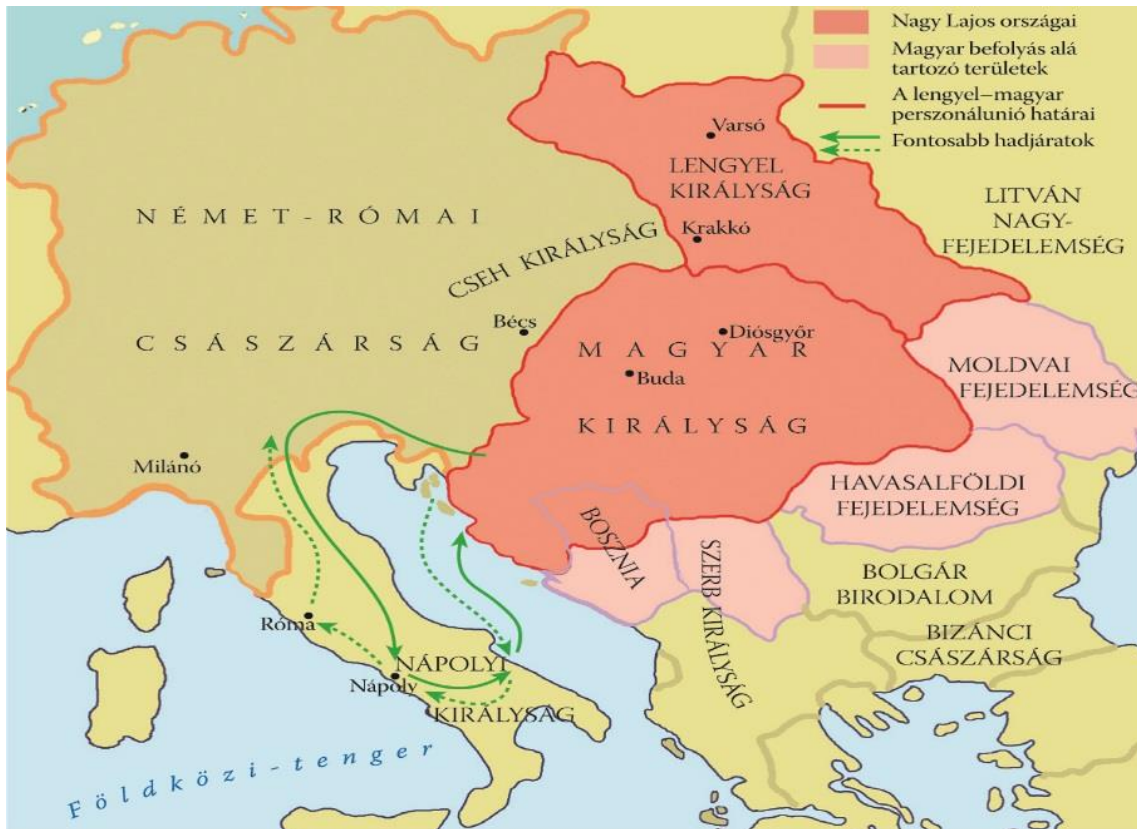 Nagy Lajos országai
Magyar befolyás alá
tartozó területek
A lengyel–magyar
perszonálunió határai
Fontosabb hadjáratok
Varsó
LENGYEL
KIRÁLYSÁG
LITVÁN
NAGY-
FEJEDELEMSÉG
NÉMET-RÓMAI
Krakkó
CSEH KIRÁLYSÁG
Bécs
CSÁSZÁRSÁG
Diósgyőr
MAGYAR
Buda
MOLDVAI
FEJEDELEMSÉG
KIRÁLYSÁG
Milánó
HAVASALFÖLDI
FEJEDELEMSÉG
BOSZNIA
SZERB KIRÁLYSÁG
BOLGÁR
BIRODALOM
Róma
BIZÁNCI
CSÁSZÁRSÁG
NÁPOLYI
Nápoly
KIRÁLYSÁG
Földközi-tenger